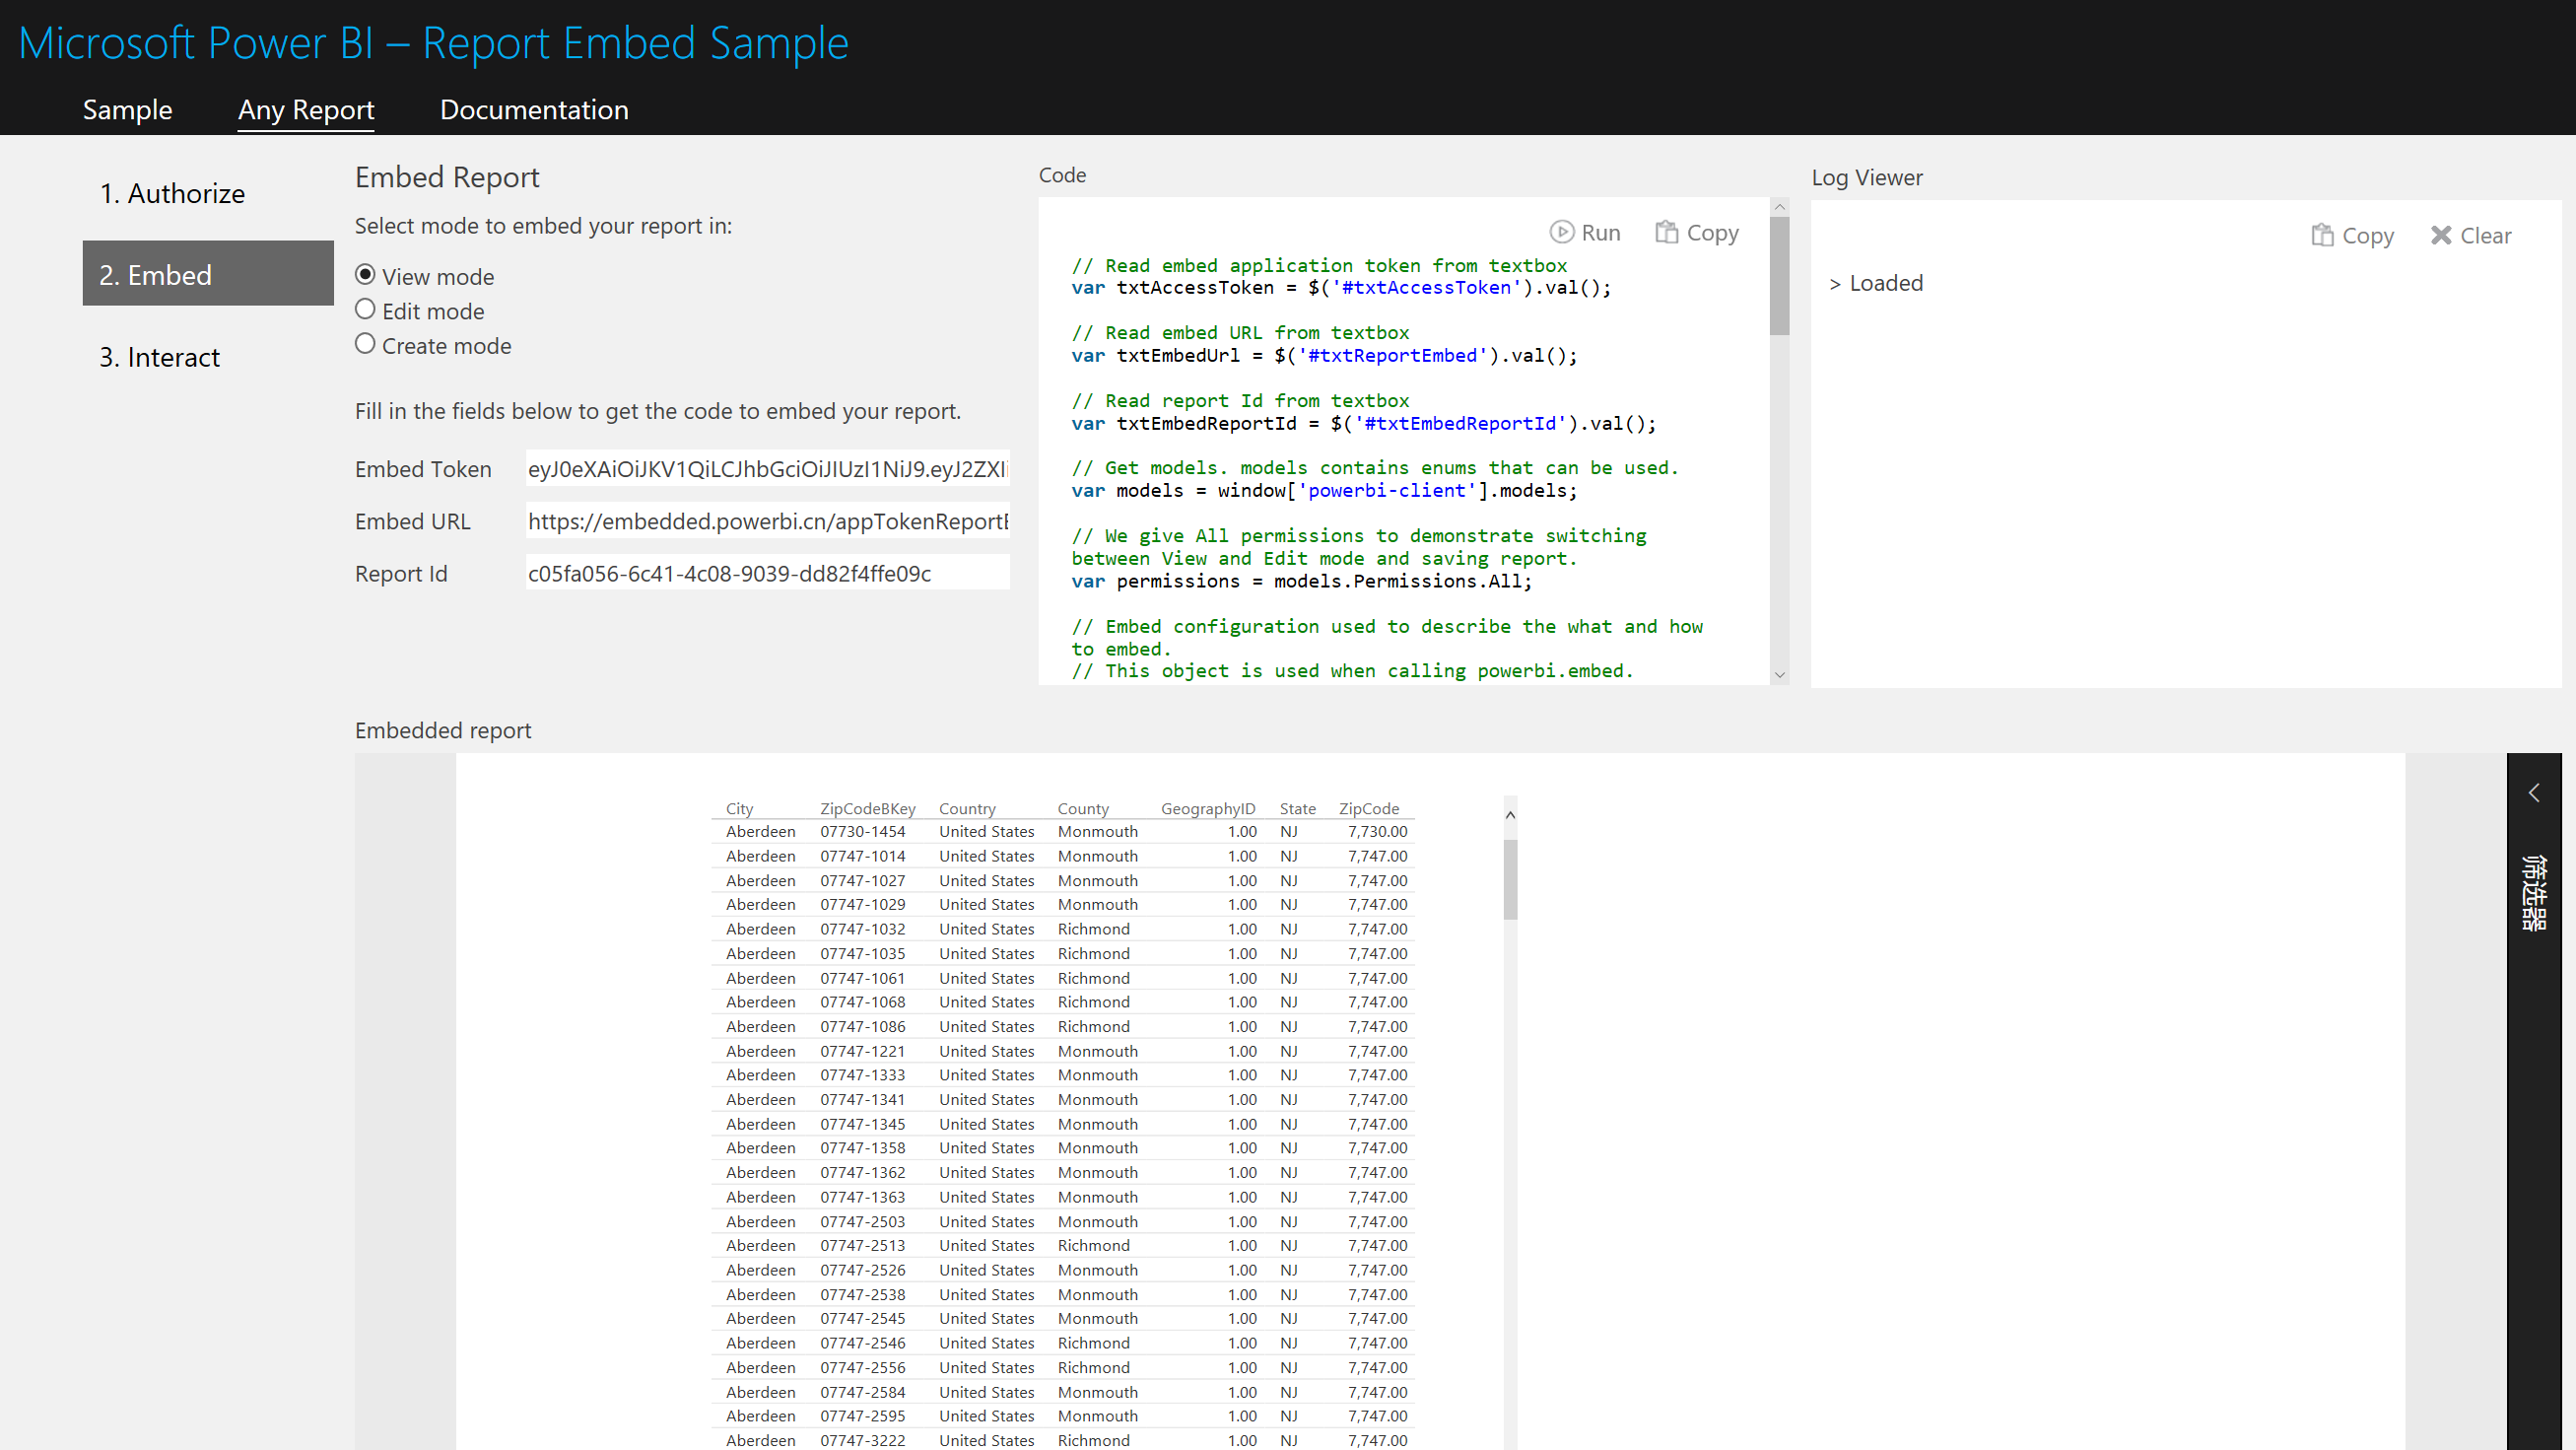 Microsoft Power BI – Report Embed Sample
Sample Any Report Documentation
1. Authorize
2. Embed
3. Interact
Embed Report
Select mode to embed your report in:
View mode
Edit mode
Create mode
Fill in the fields below to get the code to embed your report.
Embed Token eyJ0eXAiOiJKV1QiLCJhbGciOiJIUzI1NiJ9.eyJ2ZXI
Embed URL https://embedded.powerbi.cn/appTokenReportE
Report Id c05fa056-6c41-4c08-9039-dd82f4ffe09c
Code
Run Copy
// Read embed application token from textbox
var txtAccessToken = $('#txtAccessToken').val();
// Read embed URL from textbox
var txtEmbedUrl = $('#txtReportEmbed').val();
// Read report Id from textbox
var txtEmbedReportId = $('#txtEmbedReportId').val();
// Get models. models contains enums that can be used.
var models = window['powerbi-client'].models;
// We give All permissions to demonstrate switching
between View and Edit mode and saving report.
var permissions = models.Permissions.All;
// Embed configuration used to describe the what and how
to embed.
// This object is used when calling powerbi.embed.
Log Viewer
Copy Clear
> Loaded
Embedded report
City ZipCodeBKey Country County GeographyID State ZipCode
Aberdeen 07730-1454 United States Monmouth 1.00 NJ 7,730.00
Aberdeen 07747-1014 United States Monmouth 1.00 NJ 7,747.00
Aberdeen 07747-1027 United States Monmouth 1.00 NJ 7,747.00
Aberdeen 07747-1029 United States Monmouth 1.00 NJ 7,747.00
Aberdeen 07747-1032 United States Richmond 1.00 NJ 7,747.00
Aberdeen 07747-1035 United States Richmond 1.00 NJ 7,747.00
Aberdeen 07747-1061 United States Richmond 1.00 NJ 7,747.00
Aberdeen 07747-1068 United States Richmond 1.00 NJ 7,747.00
Aberdeen 07747-1086 United States Richmond 1.00 NJ 7,747.00
Aberdeen 07747-1221 United States Monmouth 1.00 NJ 7,747.00
Aberdeen 07747-1333 United States Monmouth 1.00 NJ 7,747.00
Aberdeen 07747-1341 United States Monmouth 1.00 NJ 7,747.00
Aberdeen 07747-1345 United States Monmouth 1.00 NJ 7,747.00
Aberdeen 07747-1358 United States Monmouth 1.00 NJ 7,747.00
Aberdeen 07747-1362 United States Monmouth 1.00 NJ 7,747.00
Aberdeen 07747-1363 United States Monmouth 1.00 NJ 7,747.00
Aberdeen 07747-2503 United States Monmouth 1.00 NJ 7,747.00
Aberdeen 07747-2513 United States Richmond 1.00 NJ 7,747.00
Aberdeen 07747-2526 United States Monmouth 1.00 NJ 7,747.00
Aberdeen 07747-2538 United States Monmouth 1.00 NJ 7,747.00
Aberdeen 07747-2545 United States Monmouth 1.00 NJ 7,747.00
Aberdeen 07747-2546 United States Richmond 1.00 NJ 7,747.00
Aberdeen 07747-2556 United States Richmond 1.00 NJ 7,747.00
Aberdeen 07747-2584 United States Monmouth 1.00 NJ 7,747.00
Aberdeen 07747-2595 United States Monmouth 1.00 NJ 7,747.00
Aberdeen 07747-3222 United States Richmond 1.00 NJ 7,747.00
筛选器